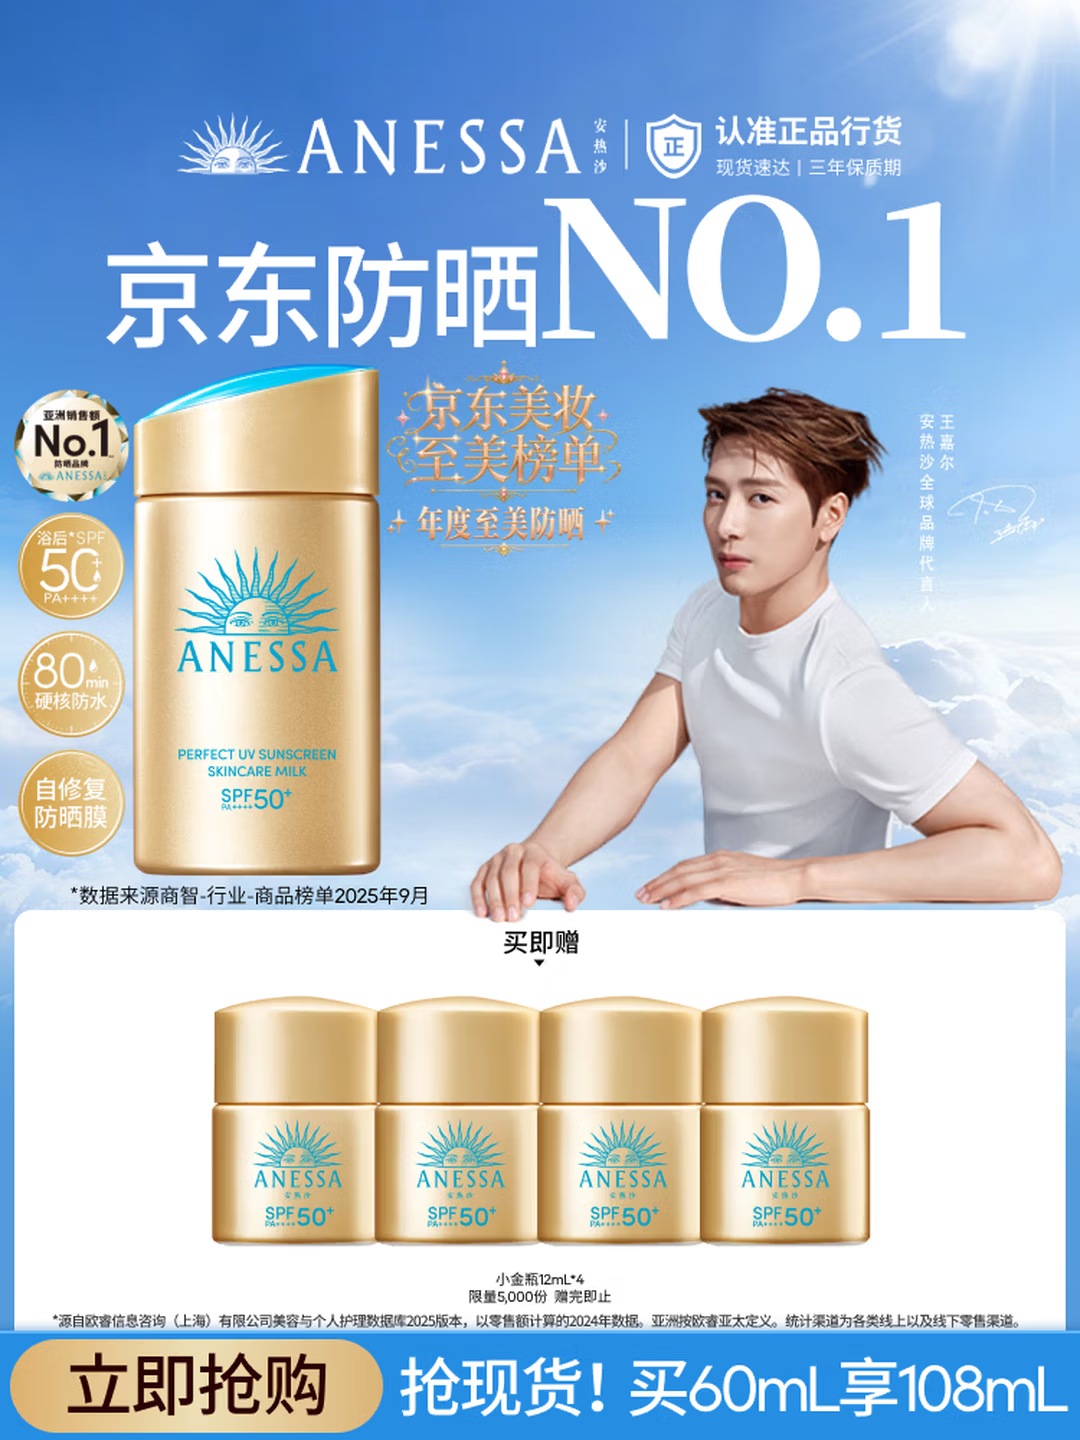 ANESSA
安热沙
正
认准正品行货
现货速达 | 三年保质期
京东防晒NO.1
亚洲销售额
No.1
防晒品牌
ANESSA
浴后*SPF
50+
PA++++
80min
硬核防水
自修复
防晒膜
ANESSA
PERFECT UV SUNSCREEN
SKINCARE MILK
SPF50+
PA++++
京东美妆
至美榜单
年度至美防晒
王嘉尔
安热沙全球品牌代言人
*数据来源商智-行业-商品榜单2025年9月
买即赠
ANESSA
安热沙
SPF50+
PA++++
ANESSA
安热沙
SPF50+
PA++++
ANESSA
安热沙
SPF50+
PA++++
ANESSA
安热沙
SPF50+
PA++++
小金瓶12mL*4
限量5,000份 赠完即止
*源自欧睿信息咨询（上海）有限公司美容与个人护理数据库2025版本，以零售额计算的2024年数据。亚洲按欧睿亚太定义。统计渠道为各类线上以及线下零售渠道。
立即抢购
抢现货！买60mL享108mL